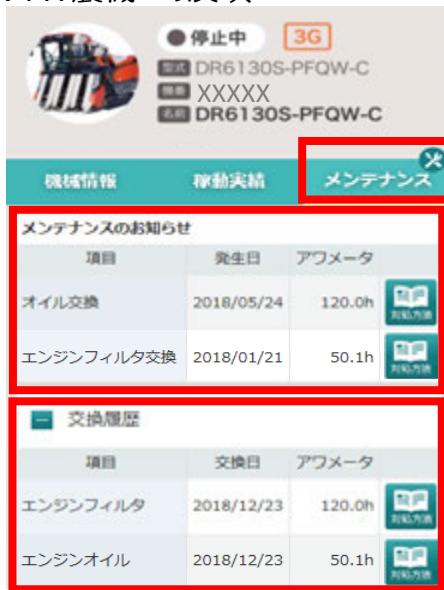 停止中 3G
型式 DR6130S-PFQW-C
機番 XXXXX
名前 DR6130S-PFQW-C
機械情報 稼動実績 メンテナンス
メンテナンスのお知らせ
項目 発生日 アワメータ
オイル交換 2018/05/24 120.0h 対処方法
エンジンフィルタ交換 2018/01/21 50.1h 対処方法
交換履歴
項目 交換日 アワメータ
エンジンフィルタ 2018/12/23 120.0h 対処方法
エンジンオイル 2018/12/23 50.1h 対処方法